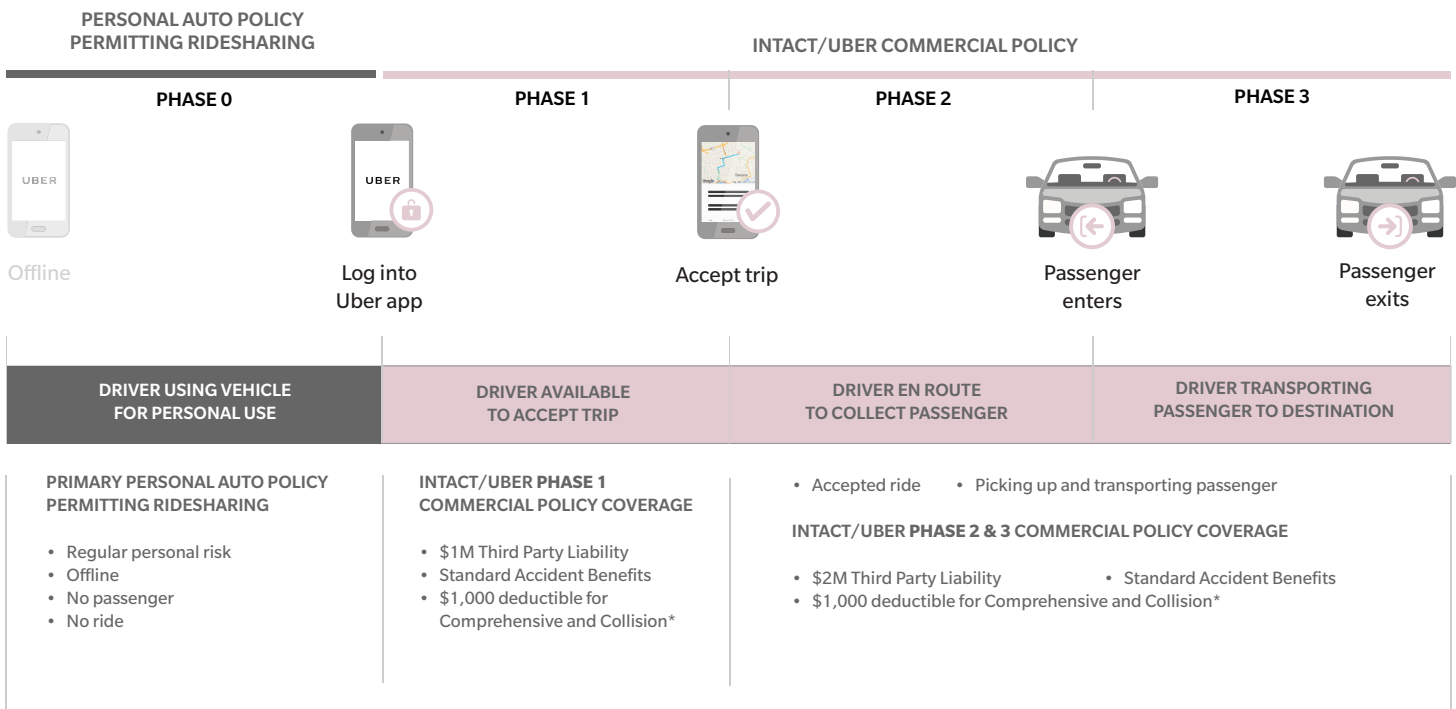 PERSONAL AUTO POLICY
PERMITTING RIDESHARING
INTACT/UBER COMMERCIAL POLICY
PHASE 0
PHASE 1
PHASE 2
PHASE 3
UBER
UBER
Offline
Log into
Uber app
Accept trip
Passenger
enters
Passenger
exits
DRIVER USING VEHICLE
FOR PERSONAL USE
DRIVER AVAILABLE
TO ACCEPT TRIP
DRIVER EN ROUTE
TO COLLECT PASSENGER
DRIVER TRANSPORTING
PASSENGER TO DESTINATION
PRIMARY PERSONAL AUTO POLICY
PERMITTING RIDESHARING
• Regular personal risk
• Offline
• No passenger
• No ride
INTACT/UBER PHASE 1
COMMERCIAL POLICY COVERAGE
• $1M Third Party Liability
• Standard Accident Benefits
• $1,000 deductible for
Comprehensive and Collision*
• Accepted ride • Picking up and transporting passenger
INTACT/UBER PHASE 2 & 3 COMMERCIAL POLICY COVERAGE
• $2M Third Party Liability • Standard Accident Benefits
• $1,000 deductible for Comprehensive and Collision*